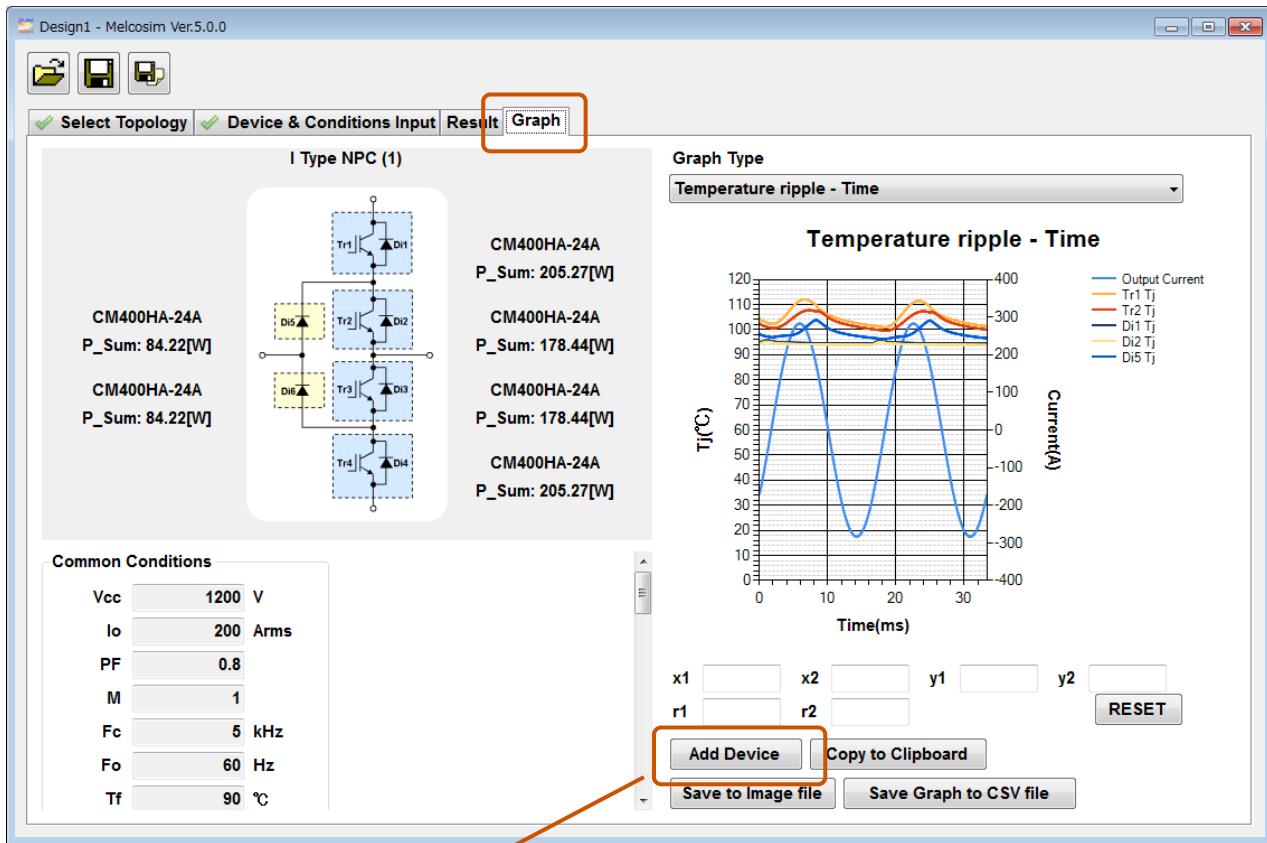 Design1 - Melcosim Ver.5.0.0
Select Topology Device & Conditions Input Result Graph
I Type NPC (1)
Tr1 Di1
CM400HA-24A
P_Sum: 205.27[W]
CM400HA-24A
P_Sum: 84.22[W]
Di5
Tr2 Di2
CM400HA-24A
P_Sum: 178.44[W]
CM400HA-24A
P_Sum: 84.22[W]
Di6
Tr3 Di3
CM400HA-24A
P_Sum: 178.44[W]
Tr4 Di4
CM400HA-24A
P_Sum: 205.27[W]
Common Conditions
Vcc 1200 V
Io 200 Arms
PF 0.8
M 1
Fc 5 kHz
Fo 60 Hz
Tf 90 ℃
Graph Type
Temperature ripple - Time
Temperature ripple - Time
Tj(℃)
120
110
100
90
80
70
60
50
40
30
20
10
0
400
300
200
100
0
-100
-200
-300
-400
Current(A)
0 10 20 30
Time(ms)
Output Current
Tr1 Tj
Tr2 Tj
Di1 Tj
Di2 Tj
Di5 Tj
x1 x2 y1 y2
r1 r2 RESET
Add Device Copy to Clipboard
Save to Image file Save Graph to CSV file